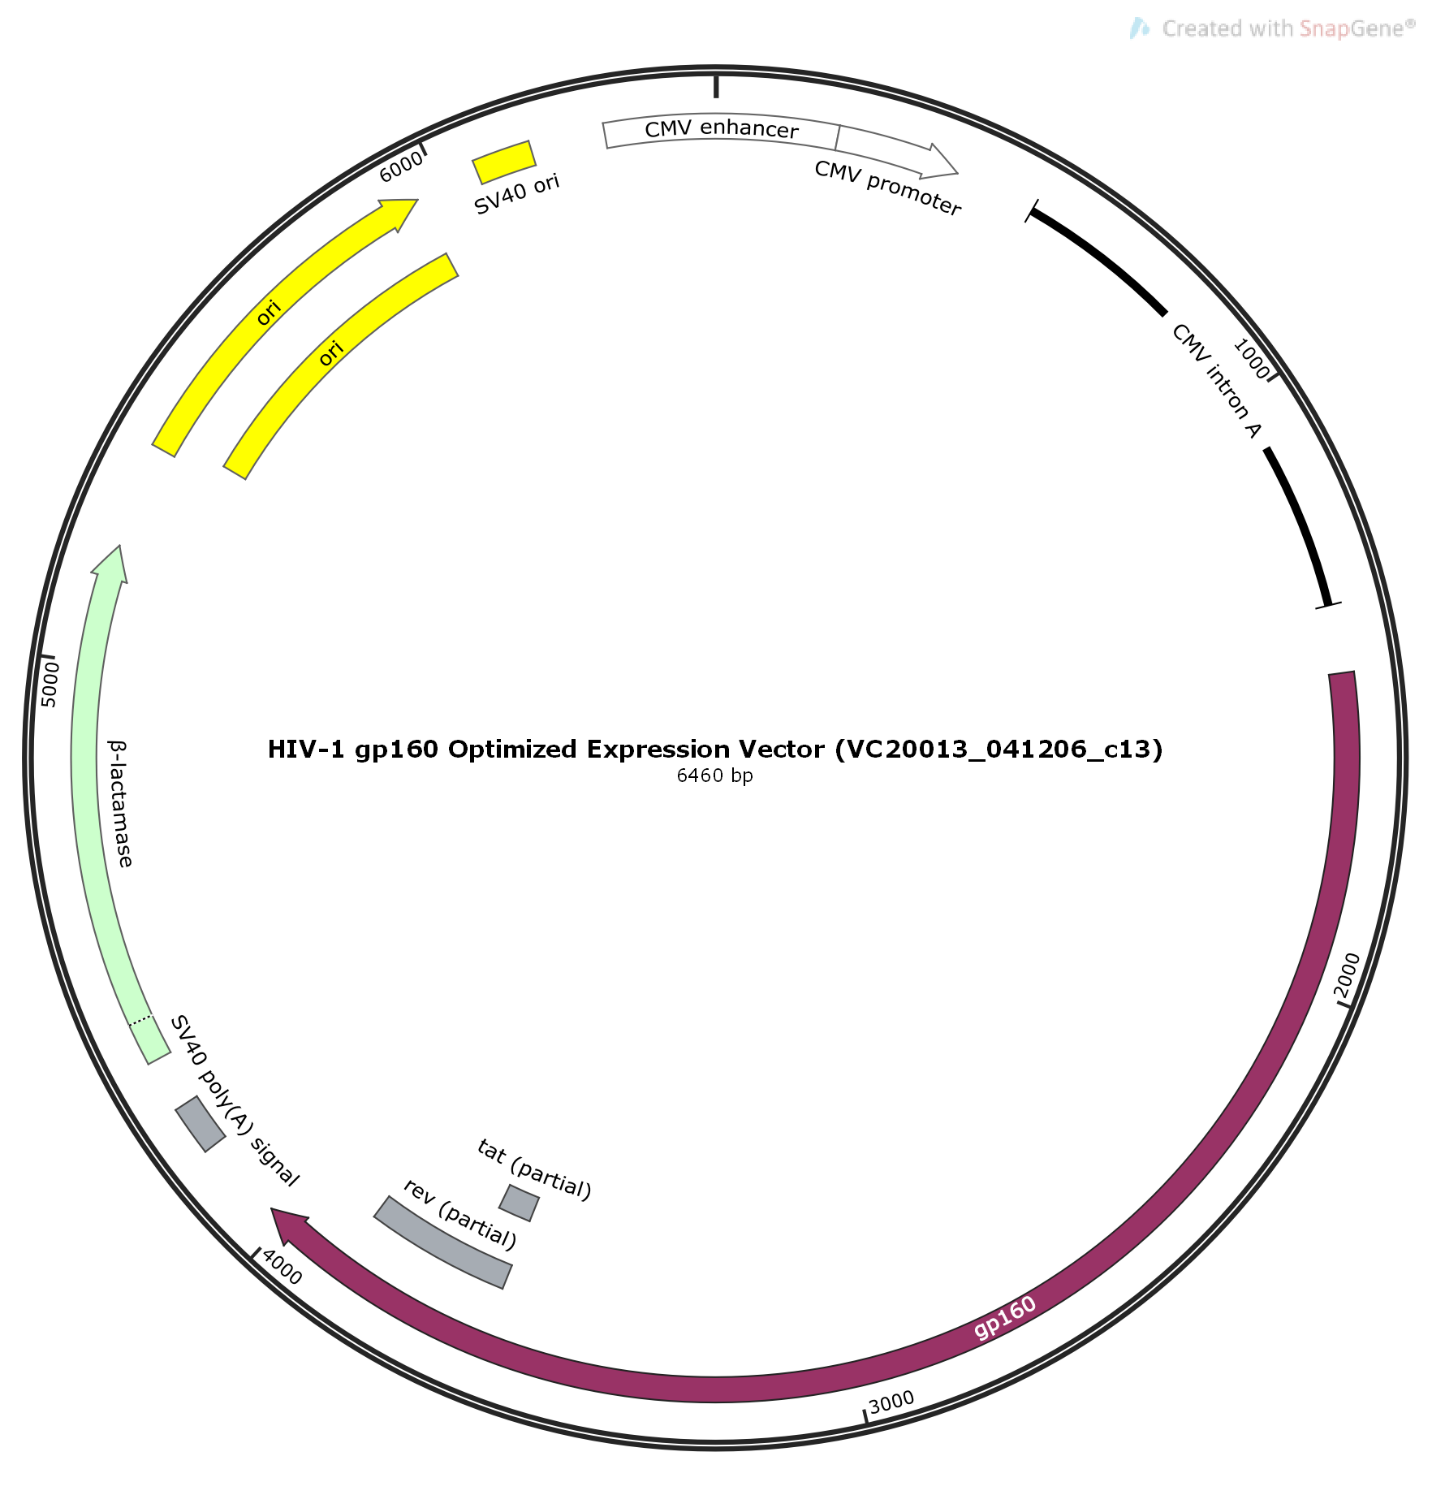 Created with SnapGene®
CMV enhancer
CMV promoter
CMV intron A
1000
2000
gp160
3000
4000
rev (partial)
tat (partial)
SV40 poly(A) signal
β-lactamase
5000
ori
ori
6000
SV40 ori
HIV-1 gp160 Optimized Expression Vector (VC20013_041206_c13)
6460 bp